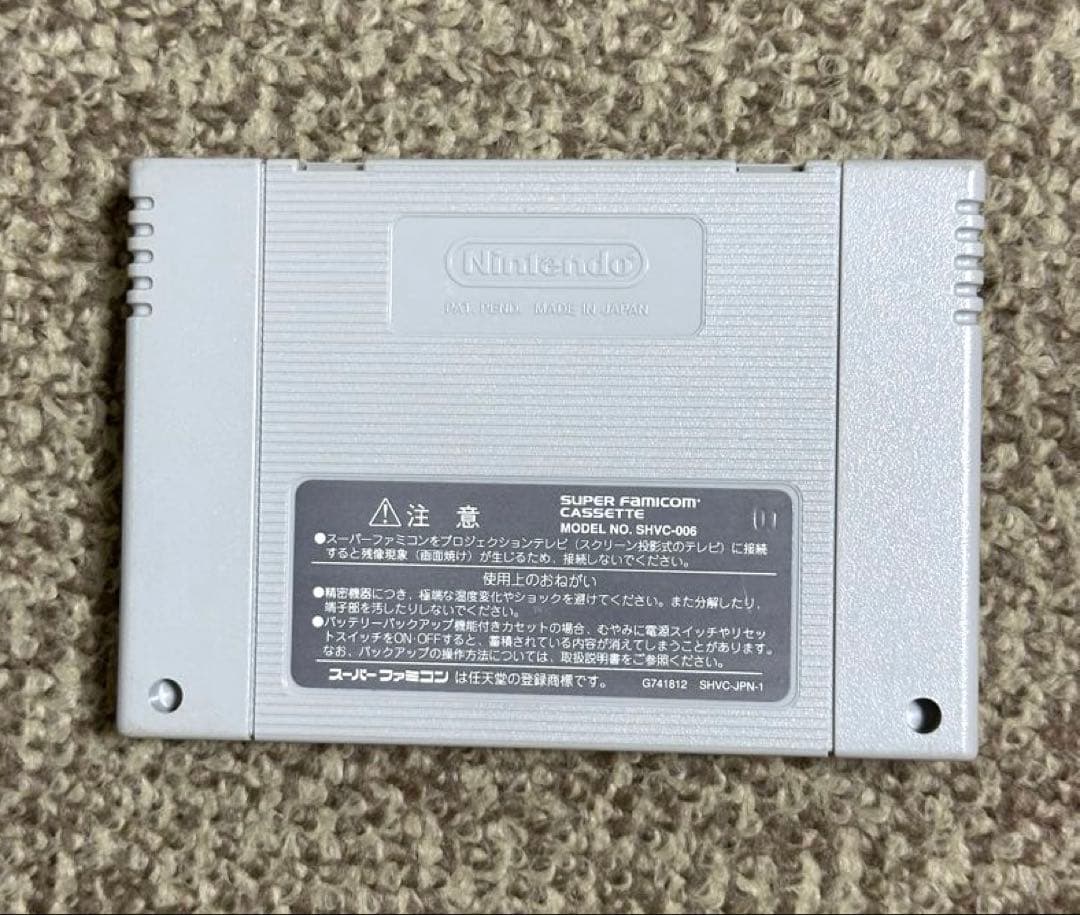 Nintendo
PAT. PEND. MADE IN JAPAN
⚠注意
SUPER FAMICOM
CASSETTE
MODEL NO. SHVC-006
●スーパーファミコンをプロジェクションテレビ（スクリーン投影式のテレビ）に接続
すると残像現象（画面焼け）が生じるため、接続しないでください。
使用上のおねがい
●精密機器につき、極端な温度変化やショックを避けてください。また分解したり、
端子部を汚したりしないでください。
●バッテリーバックアップ機能付きカセットの場合、むやみに電源スイッチやリセッ
トスイッチをON・OFFすると、蓄積されている内容が消えてしまうことがあります。
なお、バックアップの操作方法については、取扱説明書をご参照ください。
スーパーファミコンは任天堂の登録商標です。 G741812 SHVC-JPN-1